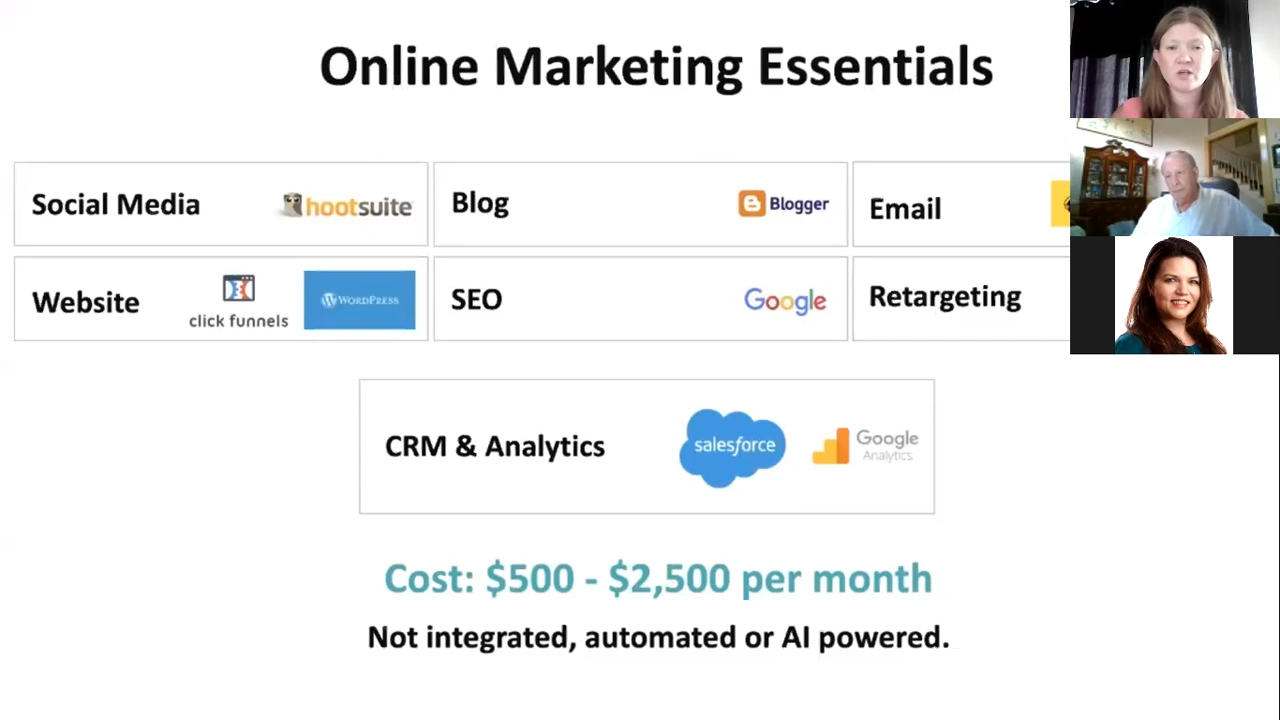 Online Marketing Essentials
Social Media
hootsuite
Blog
Blogger
Email
Website
click funnels
WORDPRESS
SEO
Google
Retargeting
CRM & Analytics
salesforce
Google
Analytics
Cost: $500 - $2,500 per month
Not integrated, automated or AI powered.